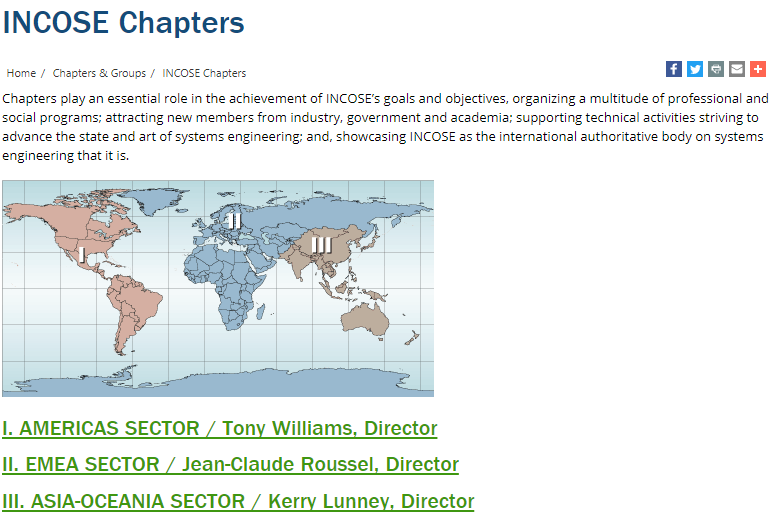 INCOSE Chapters
Home / Chapters & Groups / INCOSE Chapters
Chapters play an essential role in the achievement of INCOSE's goals and objectives, organizing a multitude of professional and
social programs; attracting new members from industry, government and academia; supporting technical activities striving to
advance the state and art of systems engineering; and, showcasing INCOSE as the international authoritative body on systems
engineering that it is.
II
III
I
I. AMERICAS SECTOR / Tony Williams, Director
II. EMEA SECTOR / Jean-Claude Roussel, Director
III. ASIA-OCEANIA SECTOR / Kerry Lunney, Director